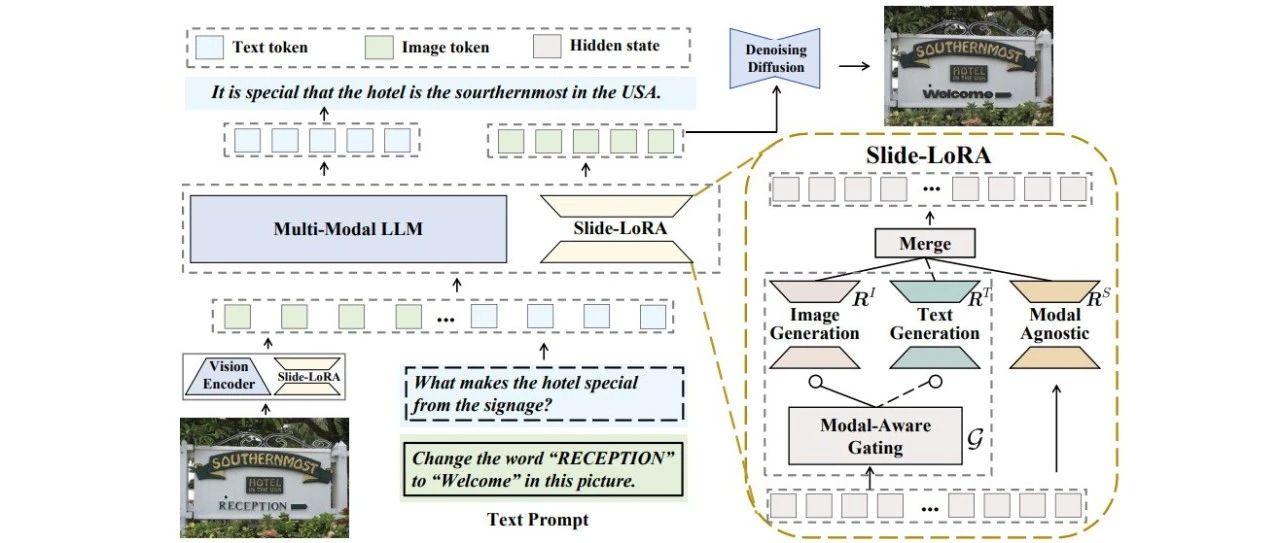 Text token
Image token
Hidden state
It is special that the hotel is the sourthernmost in the USA.
Multi-Modal LLM
Slide-LoRA
Vision
Encoder
Slide-LoRA
SOUTHERNMOST
HOTEL
IN THE USA
RECEPTION
What makes the hotel special
from the signage?
Change the word “RECEPTION”
to “Welcome” in this picture.
Text Prompt
Denoising
Diffusion
SOUTHERNMOST
HOTEL
IN THE USA
Welcome
Slide-LoRA
...
Merge
R^I
R^T
R^S
Image
Generation
Text
Generation
Modal
Agnostic
Modal-Aware
Gating
G
...
...